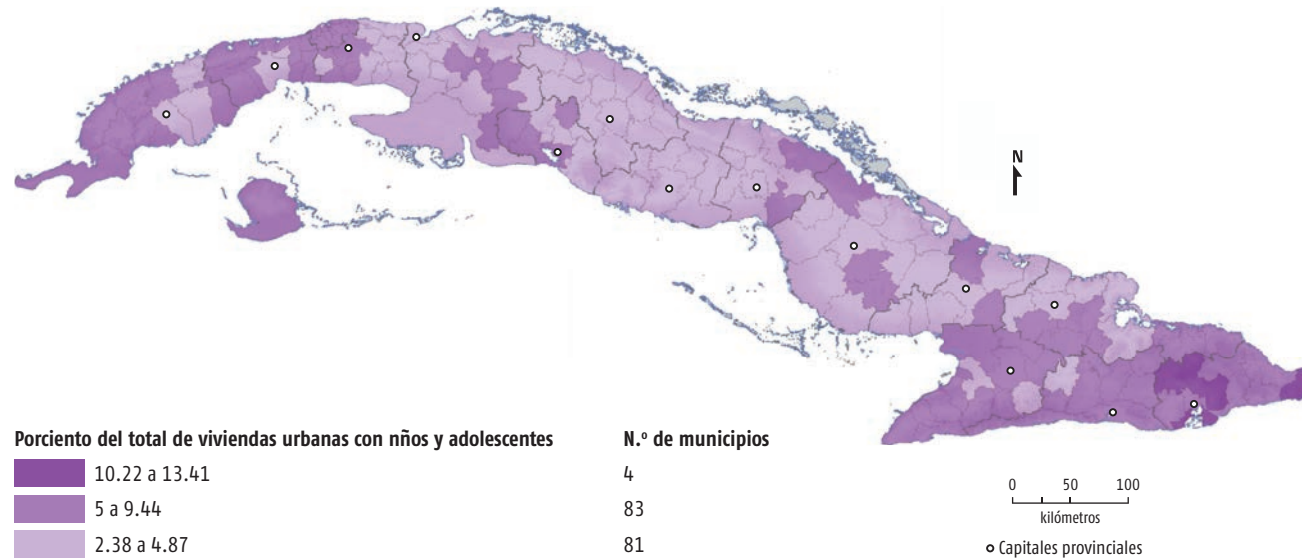 N
Porciento del total de viviendas urbanas con nños y adolescentes
N.º de municipios
10.22 a 13.41
4
5 a 9.44
83
2.38 a 4.87
81
0 50 100
kilómetros
Capitales provinciales